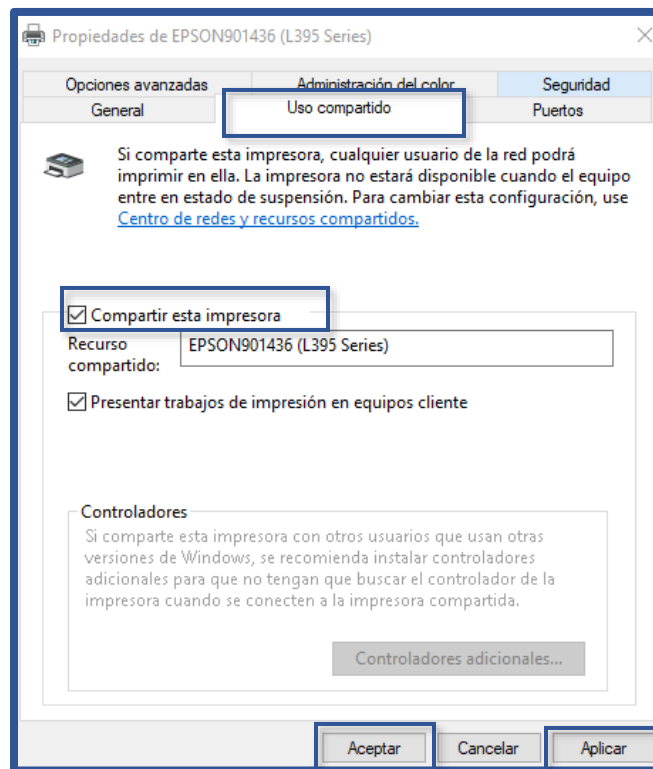 Propiedades de EPSON901436 (L395 Series)
Opciones avanzadas Administración del color Seguridad
General Uso compartido Puertos
Si comparte esta impresora, cualquier usuario de la red podrá
imprimir en ella. La impresora no estará disponible cuando el equipo
entre en estado de suspensión. Para cambiar esta configuración, use
Centro de redes y recursos compartidos.
Compartir esta impresora
Recurso
compartido:
EPSON901436 (L395 Series)
Presentar trabajos de impresión en equipos cliente
Controladores
Si comparte esta impresora con otros usuarios que usan otras
versiones de Windows, se recomienda instalar controladores
adicionales para que no tengan que buscar el controlador de la
impresora cuando se conecten a la impresora compartida.
Controladores adicionales...
Aceptar Cancelar Aplicar